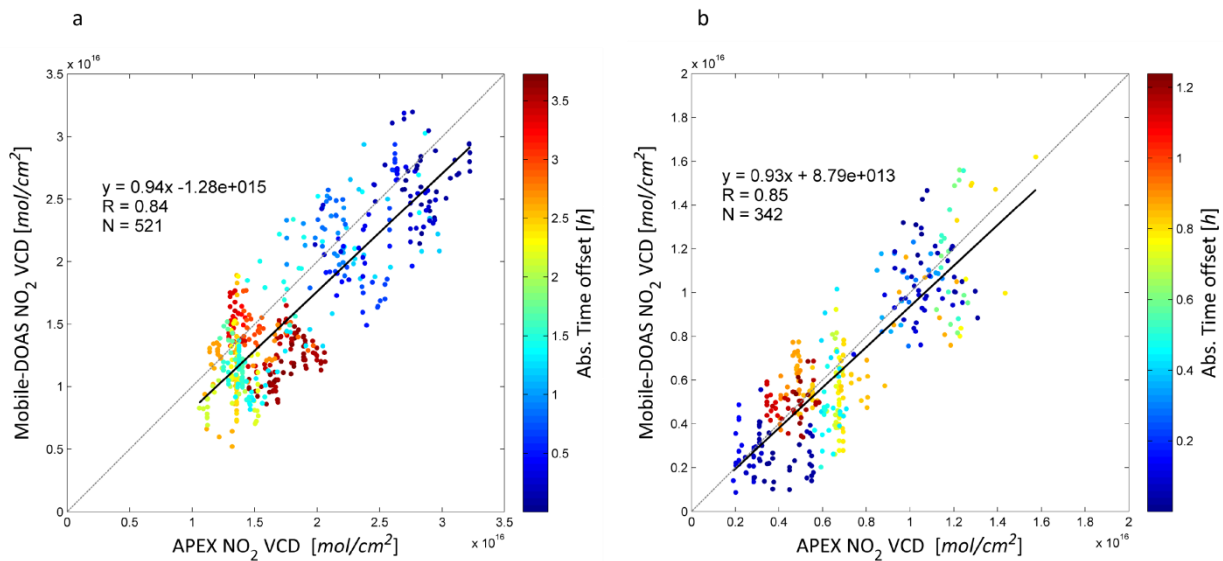 a
x 10^16
3.5
3
2.5
2
1.5
1
0.5
0
0
0.5
1
1.5
2
2.5
3
3.5
x 10^16
Mobile-DOAS NO₂ VCD [mol/cm²]
APEX NO₂ VCD [mol/cm²]
y = 0.94x -1.28e+015
R = 0.84
N = 521
3.5
3
2.5
2
1.5
1
0.5
Abs. Time offset [h]
b
x 10^16
2
1.8
1.6
1.4
1.2
1
0.8
0.6
0.4
0.2
0
0
0.2
0.4
0.6
0.8
1
1.2
1.4
1.6
1.8
2
x 10^16
Mobile-DOAS NO₂ VCD [mol/cm²]
APEX NO₂ VCD [mol/cm²]
y = 0.93x + 8.79e+013
R = 0.85
N = 342
1.2
1
0.8
0.6
0.4
0.2
Abs. Time offset [h]